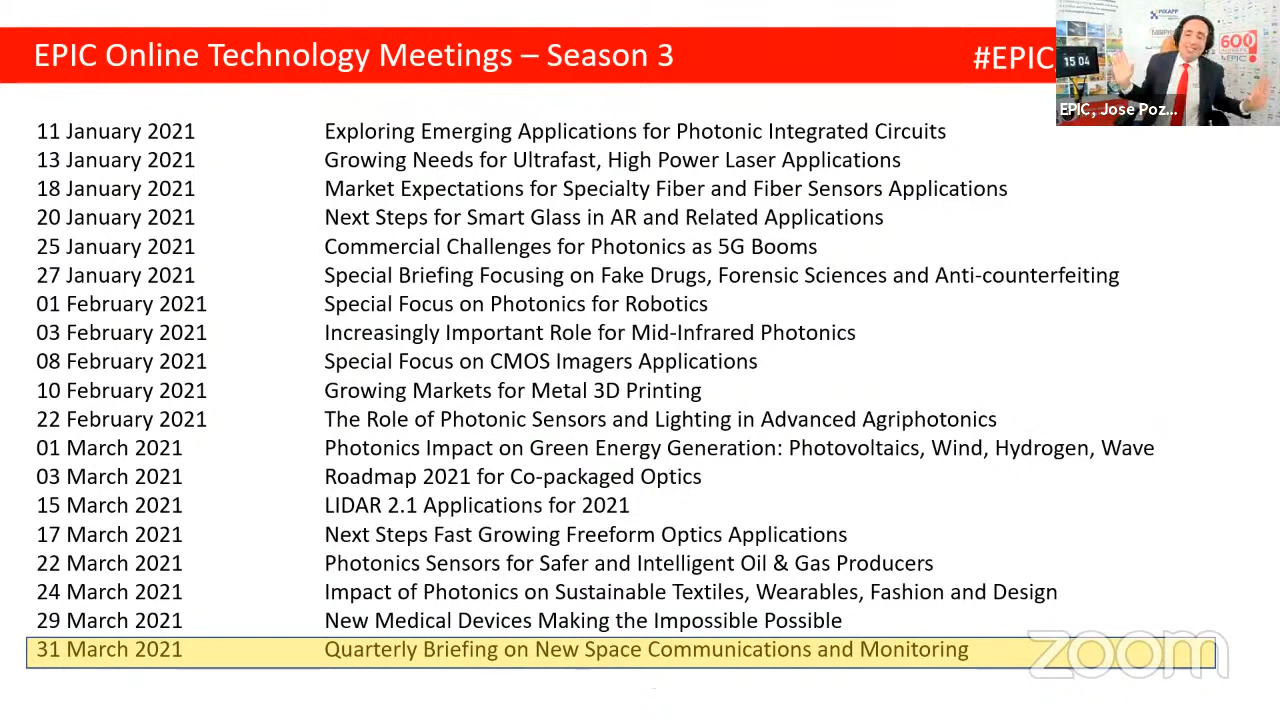 EPIC Online Technology Meetings – Season 3
#EPIC
600
EPIC
15 04
EPIC, Jose Poz...
11 January 2021 Exploring Emerging Applications for Photonic Integrated Circuits
13 January 2021 Growing Needs for Ultrafast, High Power Laser Applications
18 January 2021 Market Expectations for Specialty Fiber and Fiber Sensors Applications
20 January 2021 Next Steps for Smart Glass in AR and Related Applications
25 January 2021 Commercial Challenges for Photonics as 5G Booms
27 January 2021 Special Briefing Focusing on Fake Drugs, Forensic Sciences and Anti-counterfeiting
01 February 2021 Special Focus on Photonics for Robotics
03 February 2021 Increasingly Important Role for Mid-Infrared Photonics
08 February 2021 Special Focus on CMOS Imagers Applications
10 February 2021 Growing Markets for Metal 3D Printing
22 February 2021 The Role of Photonic Sensors and Lighting in Advanced Agriphotonics
01 March 2021 Photonics Impact on Green Energy Generation: Photovoltaics, Wind, Hydrogen, Wave
03 March 2021 Roadmap 2021 for Co-packaged Optics
15 March 2021 LIDAR 2.1 Applications for 2021
17 March 2021 Next Steps Fast Growing Freeform Optics Applications
22 March 2021 Photonics Sensors for Safer and Intelligent Oil & Gas Producers
24 March 2021 Impact of Photonics on Sustainable Textiles, Wearables, Fashion and Design
29 March 2021 New Medical Devices Making the Impossible Possible
31 March 2021 Quarterly Briefing on New Space Communications and Monitoring
zoom